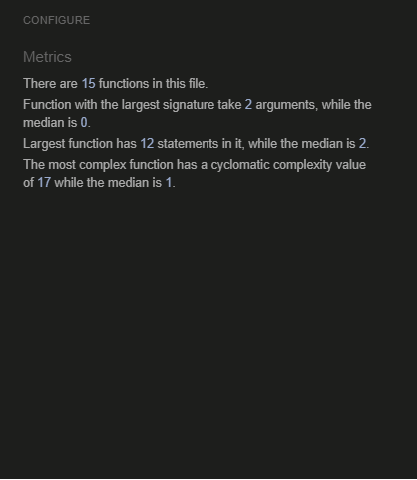 CONFIGURE
Metrics
There are 15 functions in this file.
Function with the largest signature take 2 arguments, while the
median is 0.
Largest function has 12 statements in it, while the median is 2.
The most complex function has a cyclomatic complexity value
of 17 while the median is 1.